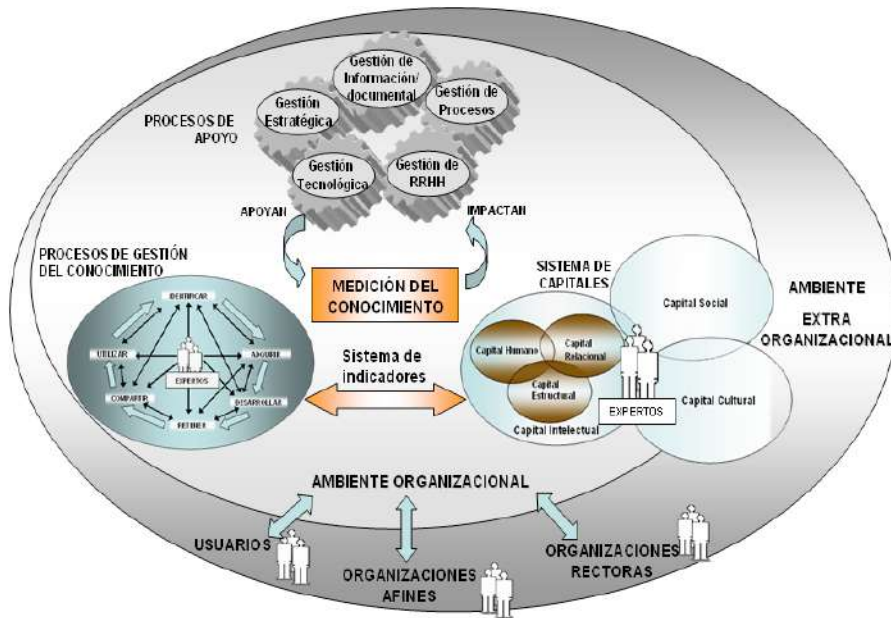 Gestión de
Información/
documental
Gestión de
Procesos
Gestión
Estratégica
PROCESOS DE
APOYO
Gestión
Tecnológica
Gestión de
RRHH
APOYAN
IMPACTAN
PROCESOS DE GESTIÓN
DEL CONOCIMIENTO
MEDICIÓN DEL
CONOCIMIENTO
SISTEMA DE
CAPITALES
IDENTIFICAR
UTILIZAR
ADQUIRIR
EXPERTOS
COMPARTIR
DESARROLLAR
RETENER
Sistema de
indicadores
Capital Social
Capital Humano
Capital
Relacional
Capital
Estructural
Capital Intelectual
EXPERTOS
Capital Cultural
AMBIENTE
EXTRA
ORGANIZACIONAL
AMBIENTE ORGANIZACIONAL
USUARIOS
ORGANIZACIONES
AFINES
ORGANIZACIONES
RECTORAS